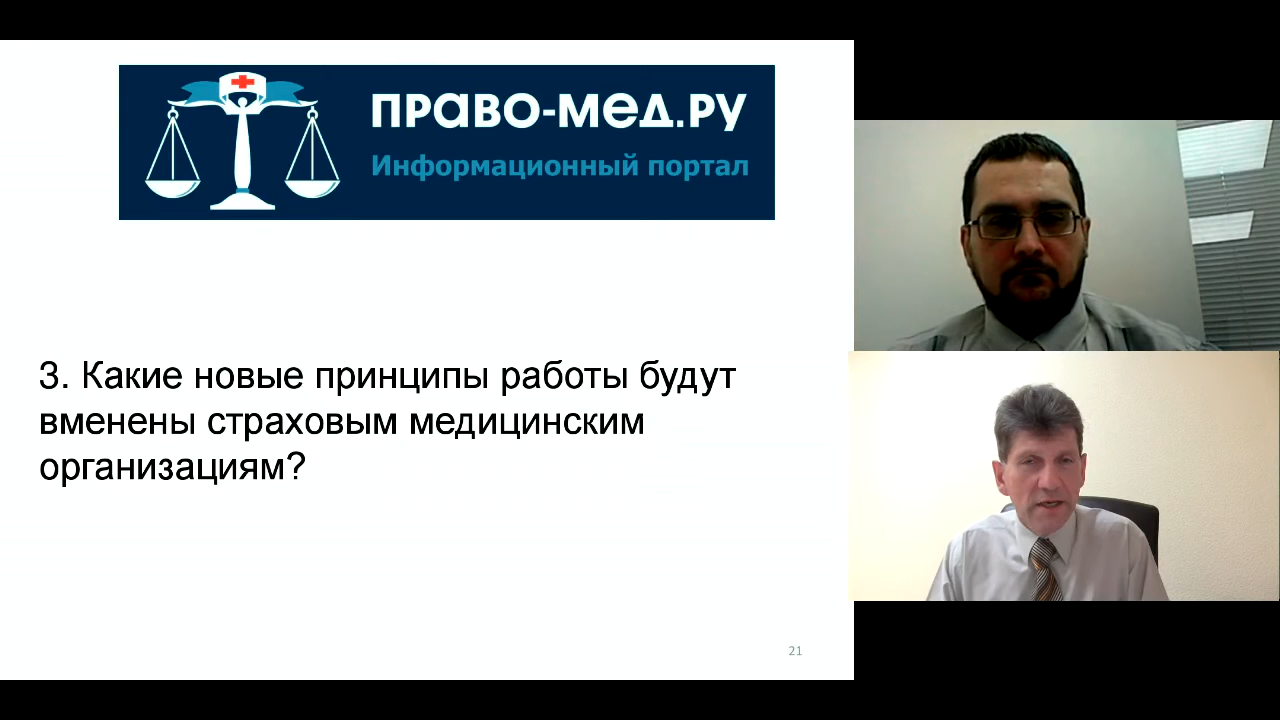 ПРАВО-МЕД.РУ
Информационный портал
3. Какие новые принципы работы будут
вменены страховым медицинским
организациям?
21